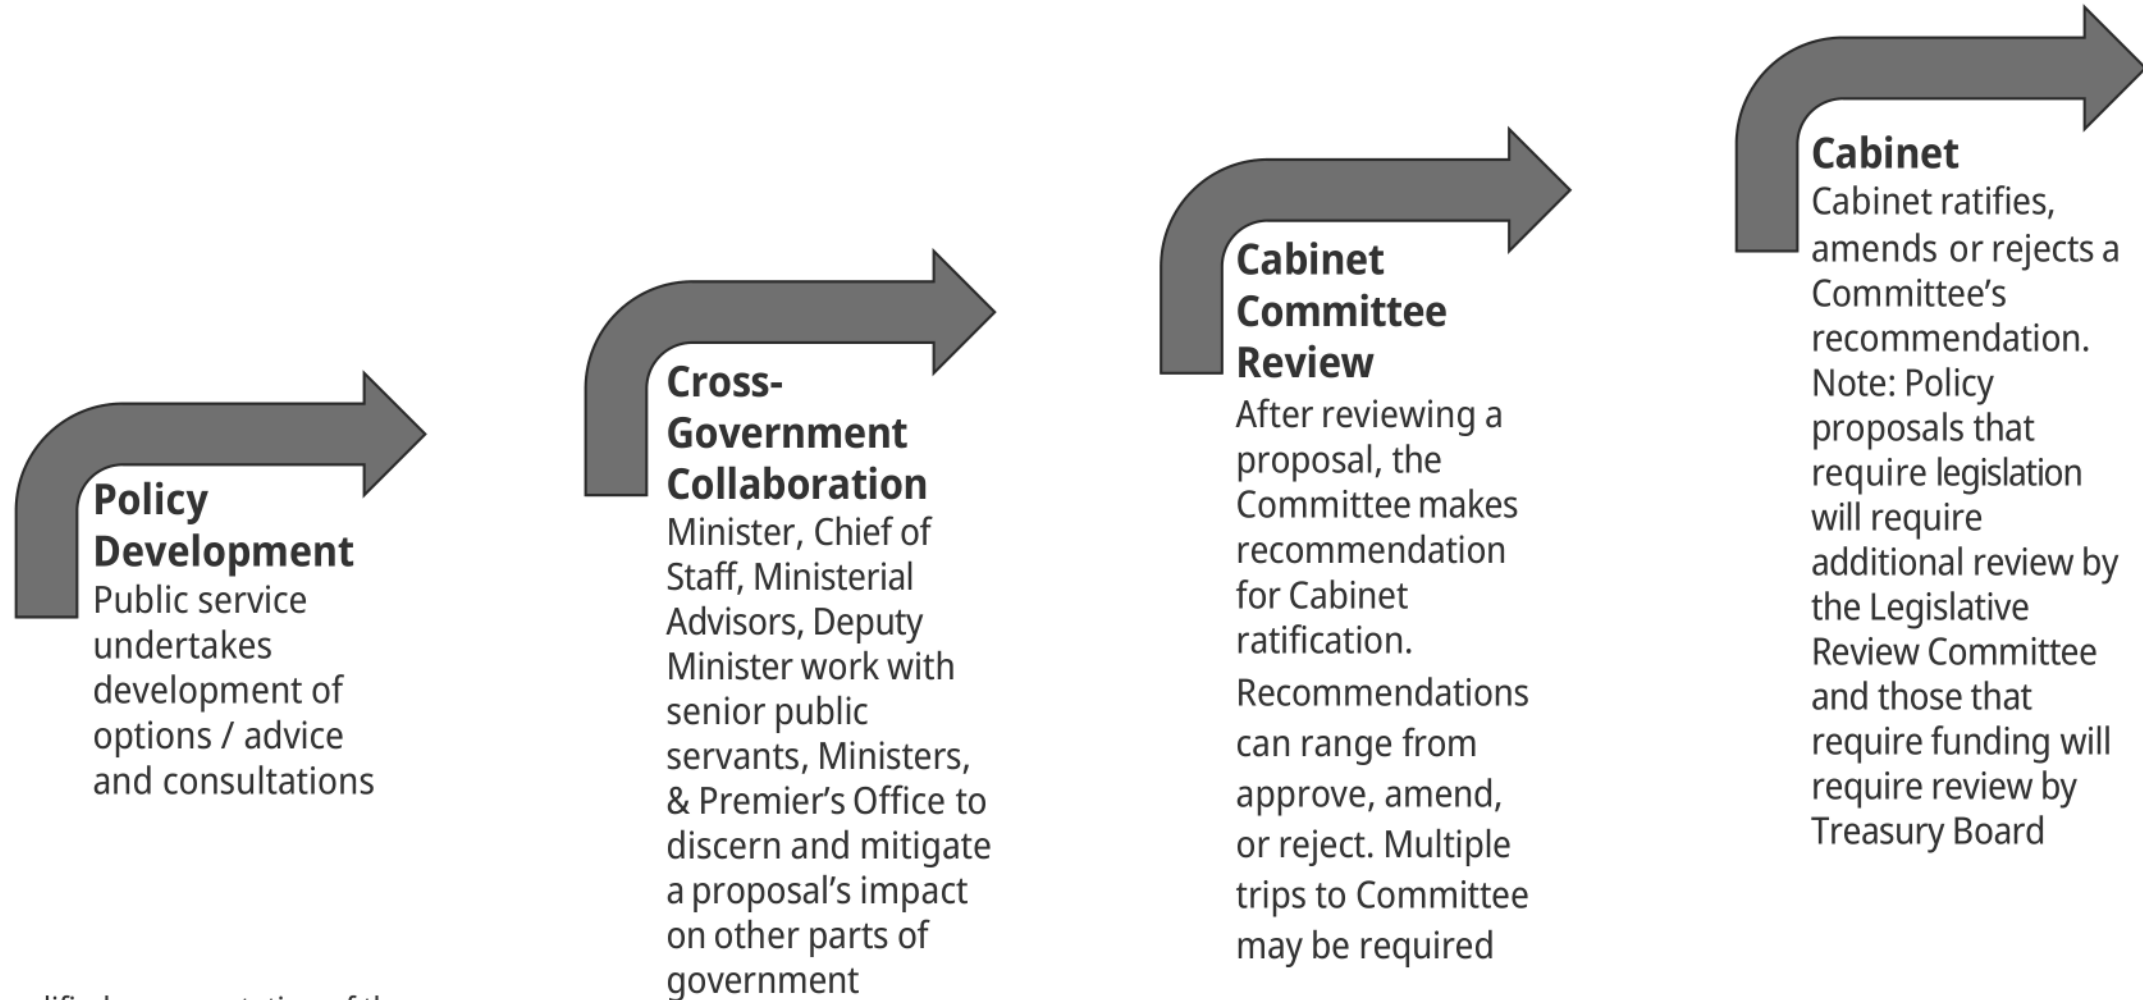 Policy
Development
Public service
undertakes
development of
options / advice
and consultations
Cross-
Government
Collaboration
Minister, Chief of
Staff, Ministerial
Advisors, Deputy
Minister work with
senior public
servants, Ministers,
& Premier’s Office to
discern and mitigate
a proposal’s impact
on other parts of
government
Cabinet
Committee
Review
After reviewing a
proposal, the
Committee makes
recommendation
for Cabinet
ratification.
Recommendations
can range from
approve, amend,
or reject. Multiple
trips to Committee
may be required
Cabinet
Cabinet ratifies,
amends or rejects a
Committee’s
recommendation.
Note: Policy
proposals that
require legislation
will require
additional review by
the Legislative
Review Committee
and those that
require funding will
require review by
Treasury Board